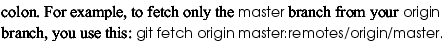 colon. For example, to fetch only the master branch from your origin
branch, you use this: git fetch origin master:remotes/origin/master.